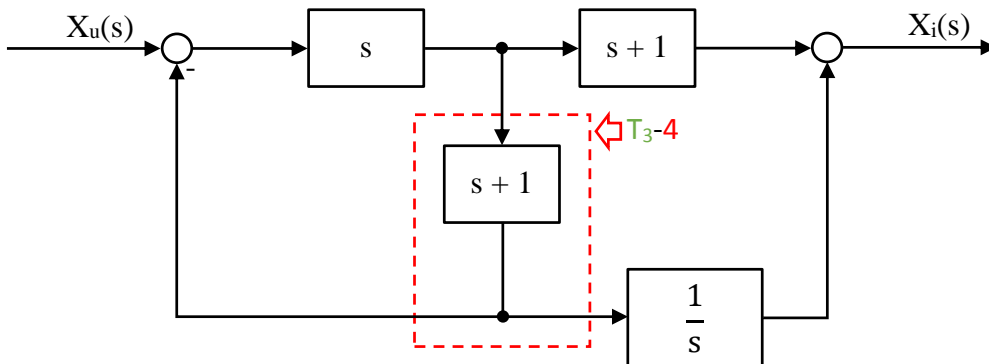 Xu(s)
Xi(s)
s
s + 1
-
T3-4
s + 1
1
s